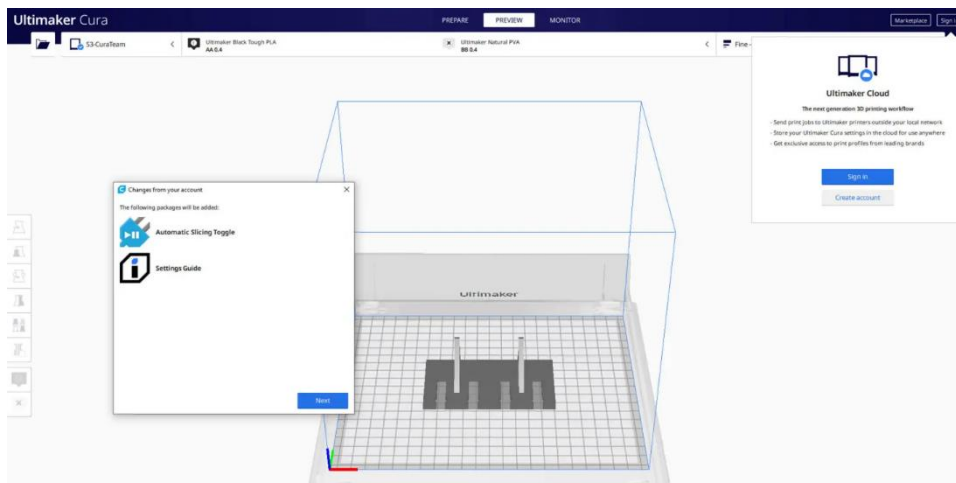 Ultimaker Cura
PREPARE PREVIEW MONITOR
Marketplace Sign i
S3-CuraTeam
Ultimaker Black Tough PLA
AA 0.4
Ultimaker Natural PVA
BB 0.4
Fine -
Ultimaker Cloud
The next generation 3D printing workflow
- Send print jobs to Ultimaker printers outside your local network
- Store your Ultimaker Cura settings in the cloud for use anywhere
- Get exclusive access to print profiles from leading brands
Sign in
Create account
Changes from your account
The following packages will be added:
Automatic Slicing Toggle
Settings Guide
Next
Ultimaker